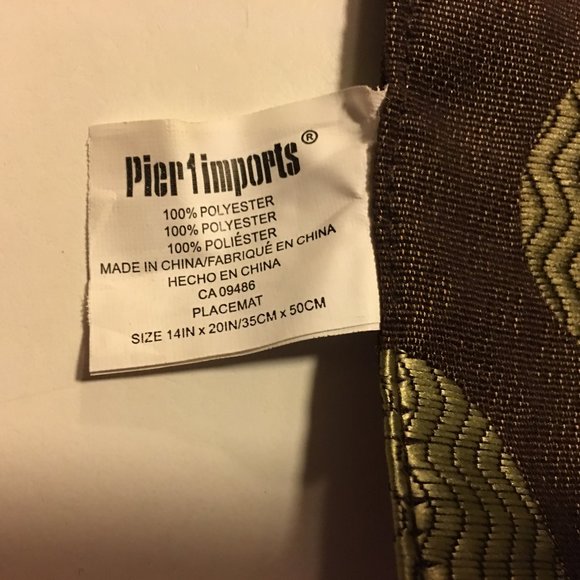 Pier1imports®
100% POLYESTER
100% POLYESTER
100% POLIÉSTER
MADE IN CHINA/FABRIQUÉ EN CHINA
HECHO EN CHINA
CA 09486
PLACEMAT
SIZE 14IN x 20IN/35CM x 50CM